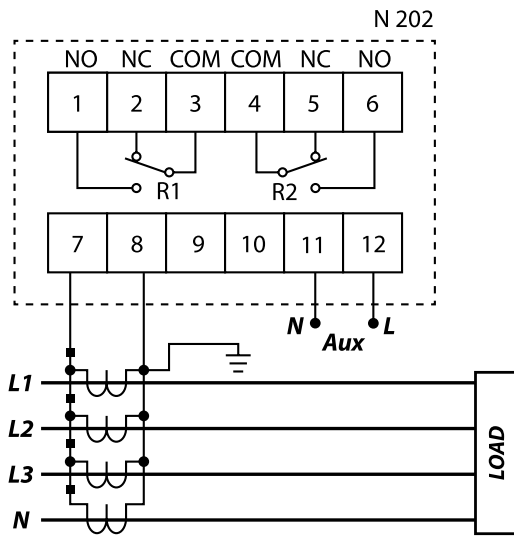 N 202
NO NC COM COM NC NO
1 2 3 4 5 6
R1 R2
7 8 9 10 11 12
N L
Aux
L1
L2
L3
N
LOAD